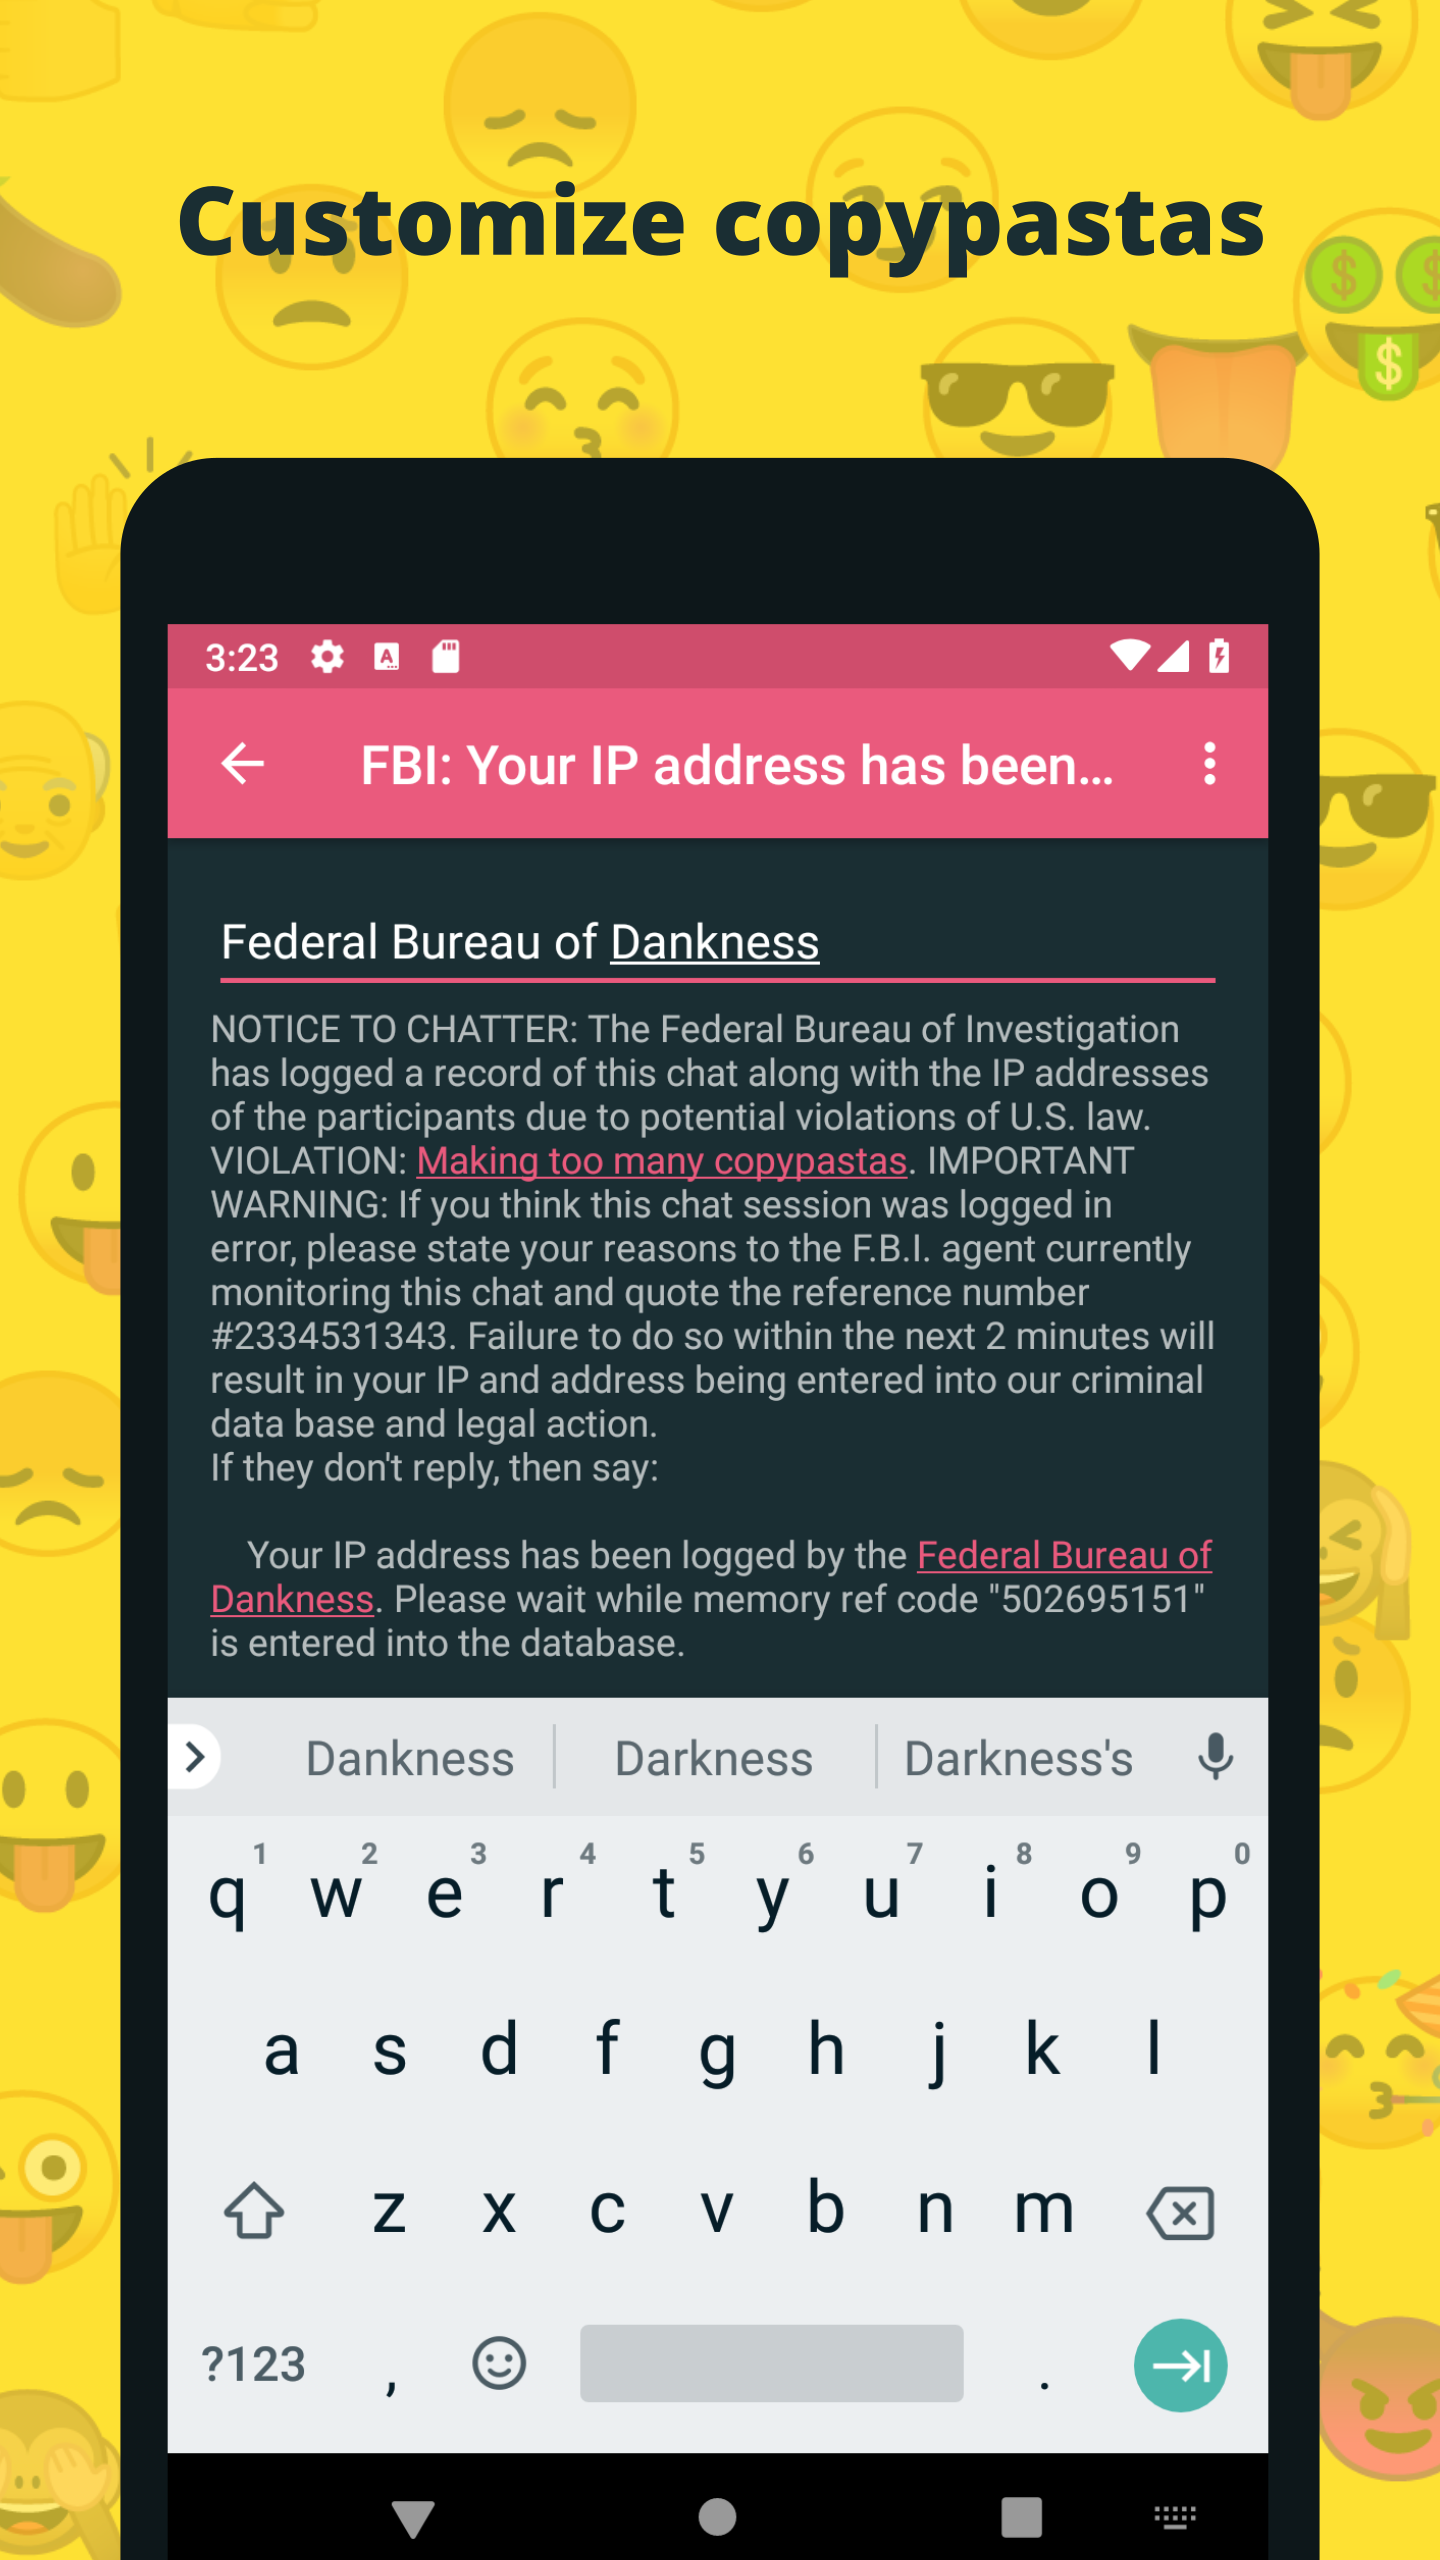 Customize copypastas
3:23
FBI: Your IP address has been...
Federal Bureau of Dankness
NOTICE TO CHATTER: The Federal Bureau of Investigation
has logged a record of this chat along with the IP addresses
of the participants due to potential violations of U.S. law.
VIOLATION: Making too many copypastas. IMPORTANT
WARNING: If you think this chat session was logged in
error, please state your reasons to the F.B.I. agent currently
monitoring this chat and quote the reference number
#2334531343. Failure to do so within the next 2 minutes will
result in your IP and address being entered into our criminal
data base and legal action.
If they don't reply, then say:
Your IP address has been logged by the Federal Bureau of
Dankness. Please wait while memory ref code "502695151"
is entered into the database.
Dankness Darkness Darkness's
1 2 3 4 5 6 7 8 9 0
q w e r t y u i o p
a s d f g h j k l
z x c v b n m
?123 , .